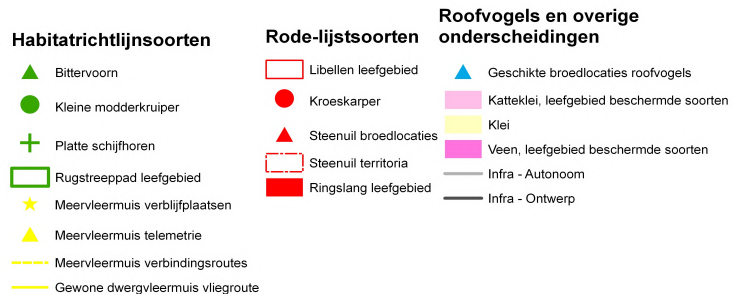 Habitatrichtlijnsoorten
Bittervoorn
Kleine modderkruiper
Platte schijfhoren
Rugstreeppad leefgebied
Meervleermuis verblijfplaatsen
Meervleermuis telemetrie
Meervleermuis verbindingsroutes
Gewone dwergvleermuis vliegroute
Rode-lijstsoorten
Libellen leefgebied
Kroeskarper
Steenuil broedlocaties
Steenuil territoria
Ringslang leefgebied
Roofvogels en overige
onderscheidingen
Geschikte broedlocaties roofvogels
Katteklei, leefgebied beschermde soorten
Klei
Veen, leefgebied beschermde soorten
Infra - Autonoom
Infra - Ontwerp